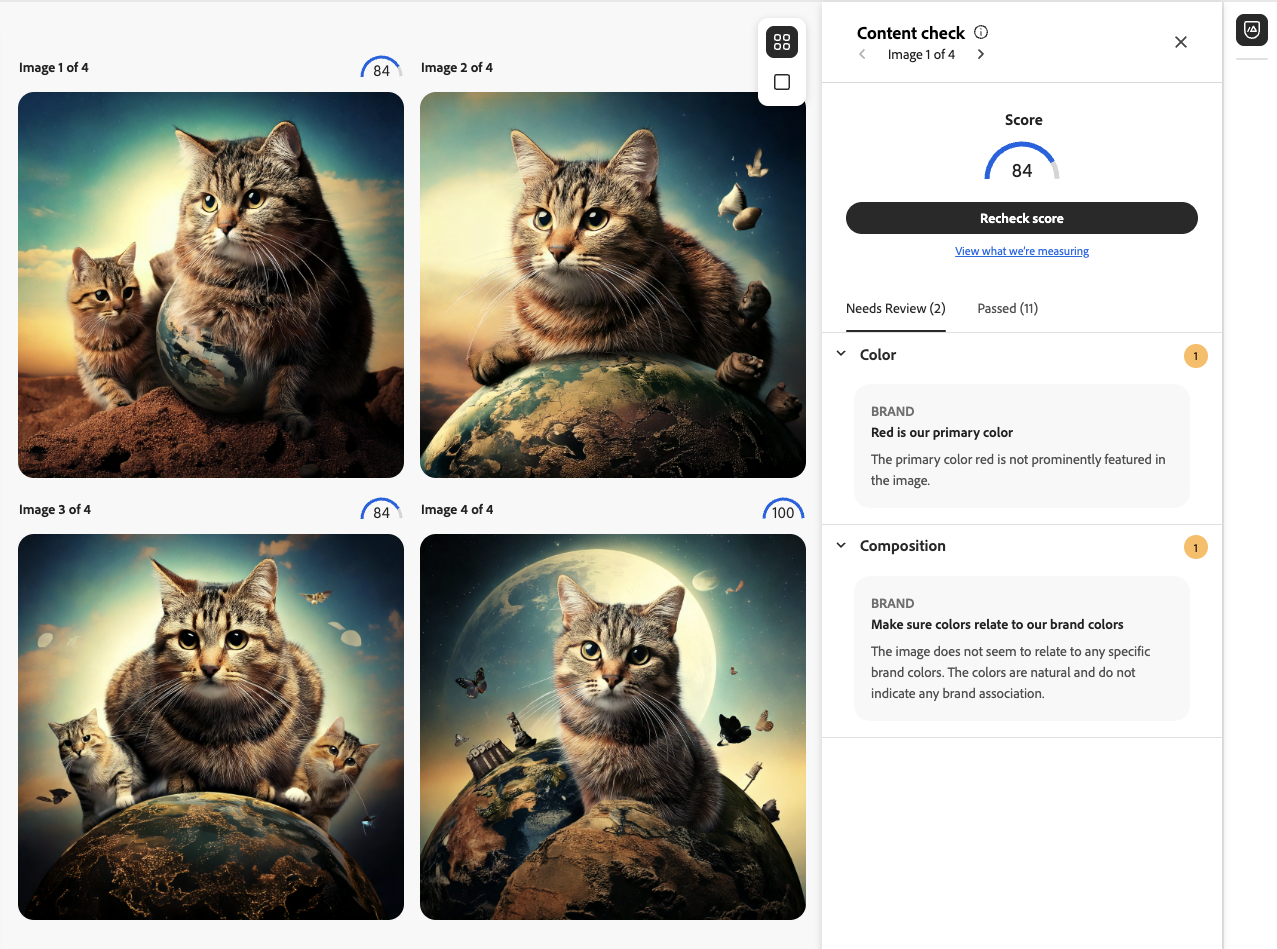 Image 1 of 4
84
Image 2 of 4
Image 3 of 4
84
Image 4 of 4
100
Content check
Image 1 of 4
Score
84
Recheck score
View what we're measuring
Needs Review (2)
Passed (11)
Color
1
BRAND
Red is our primary color
The primary color red is not prominently featured in
the image.
Composition
1
BRAND
Make sure colors relate to our brand colors
The image does not seem to relate to any specific
brand colors. The colors are natural and do not
indicate any brand association.